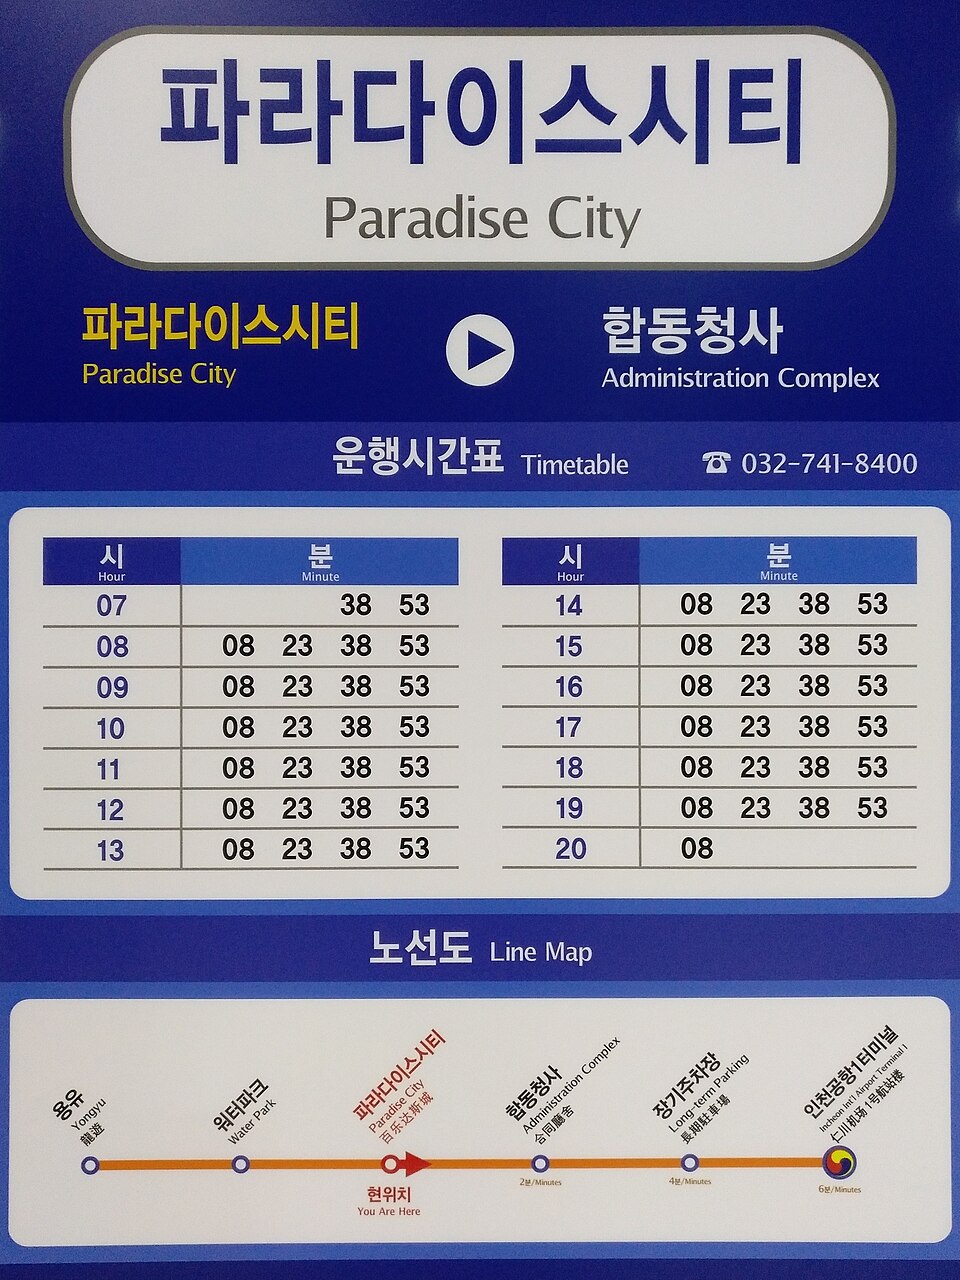 파라다이스시티
Paradise City
파라다이스시티
Paradise City
합동청사
Administration Complex
운행시간표 Timetable ☎ 032-741-8400
시 분 시 분
Hour Minute Hour Minute
07 38 53 14 08 23 38 53
08 08 23 38 53 15 08 23 38 53
09 08 23 38 53 16 08 23 38 53
10 08 23 38 53 17 08 23 38 53
11 08 23 38 53 18 08 23 38 53
12 08 23 38 53 19 08 23 38 53
13 08 23 38 53 20 08
노선도 Line Map
용유
Yongyu
龍遊
워터파크
Water Park
파라다이스시티
Paradise City
百乐达斯城
현위치
You Are Here
합동청사
Administration Complex
合同廳舍
2분/Minutes
장기주차장
Long-term Parking
長期駐車場
4분/Minutes
인천공항1터미널
Incheon Int'l Airport Terminal 1
仁川机场 1号航站楼
6분/Minutes